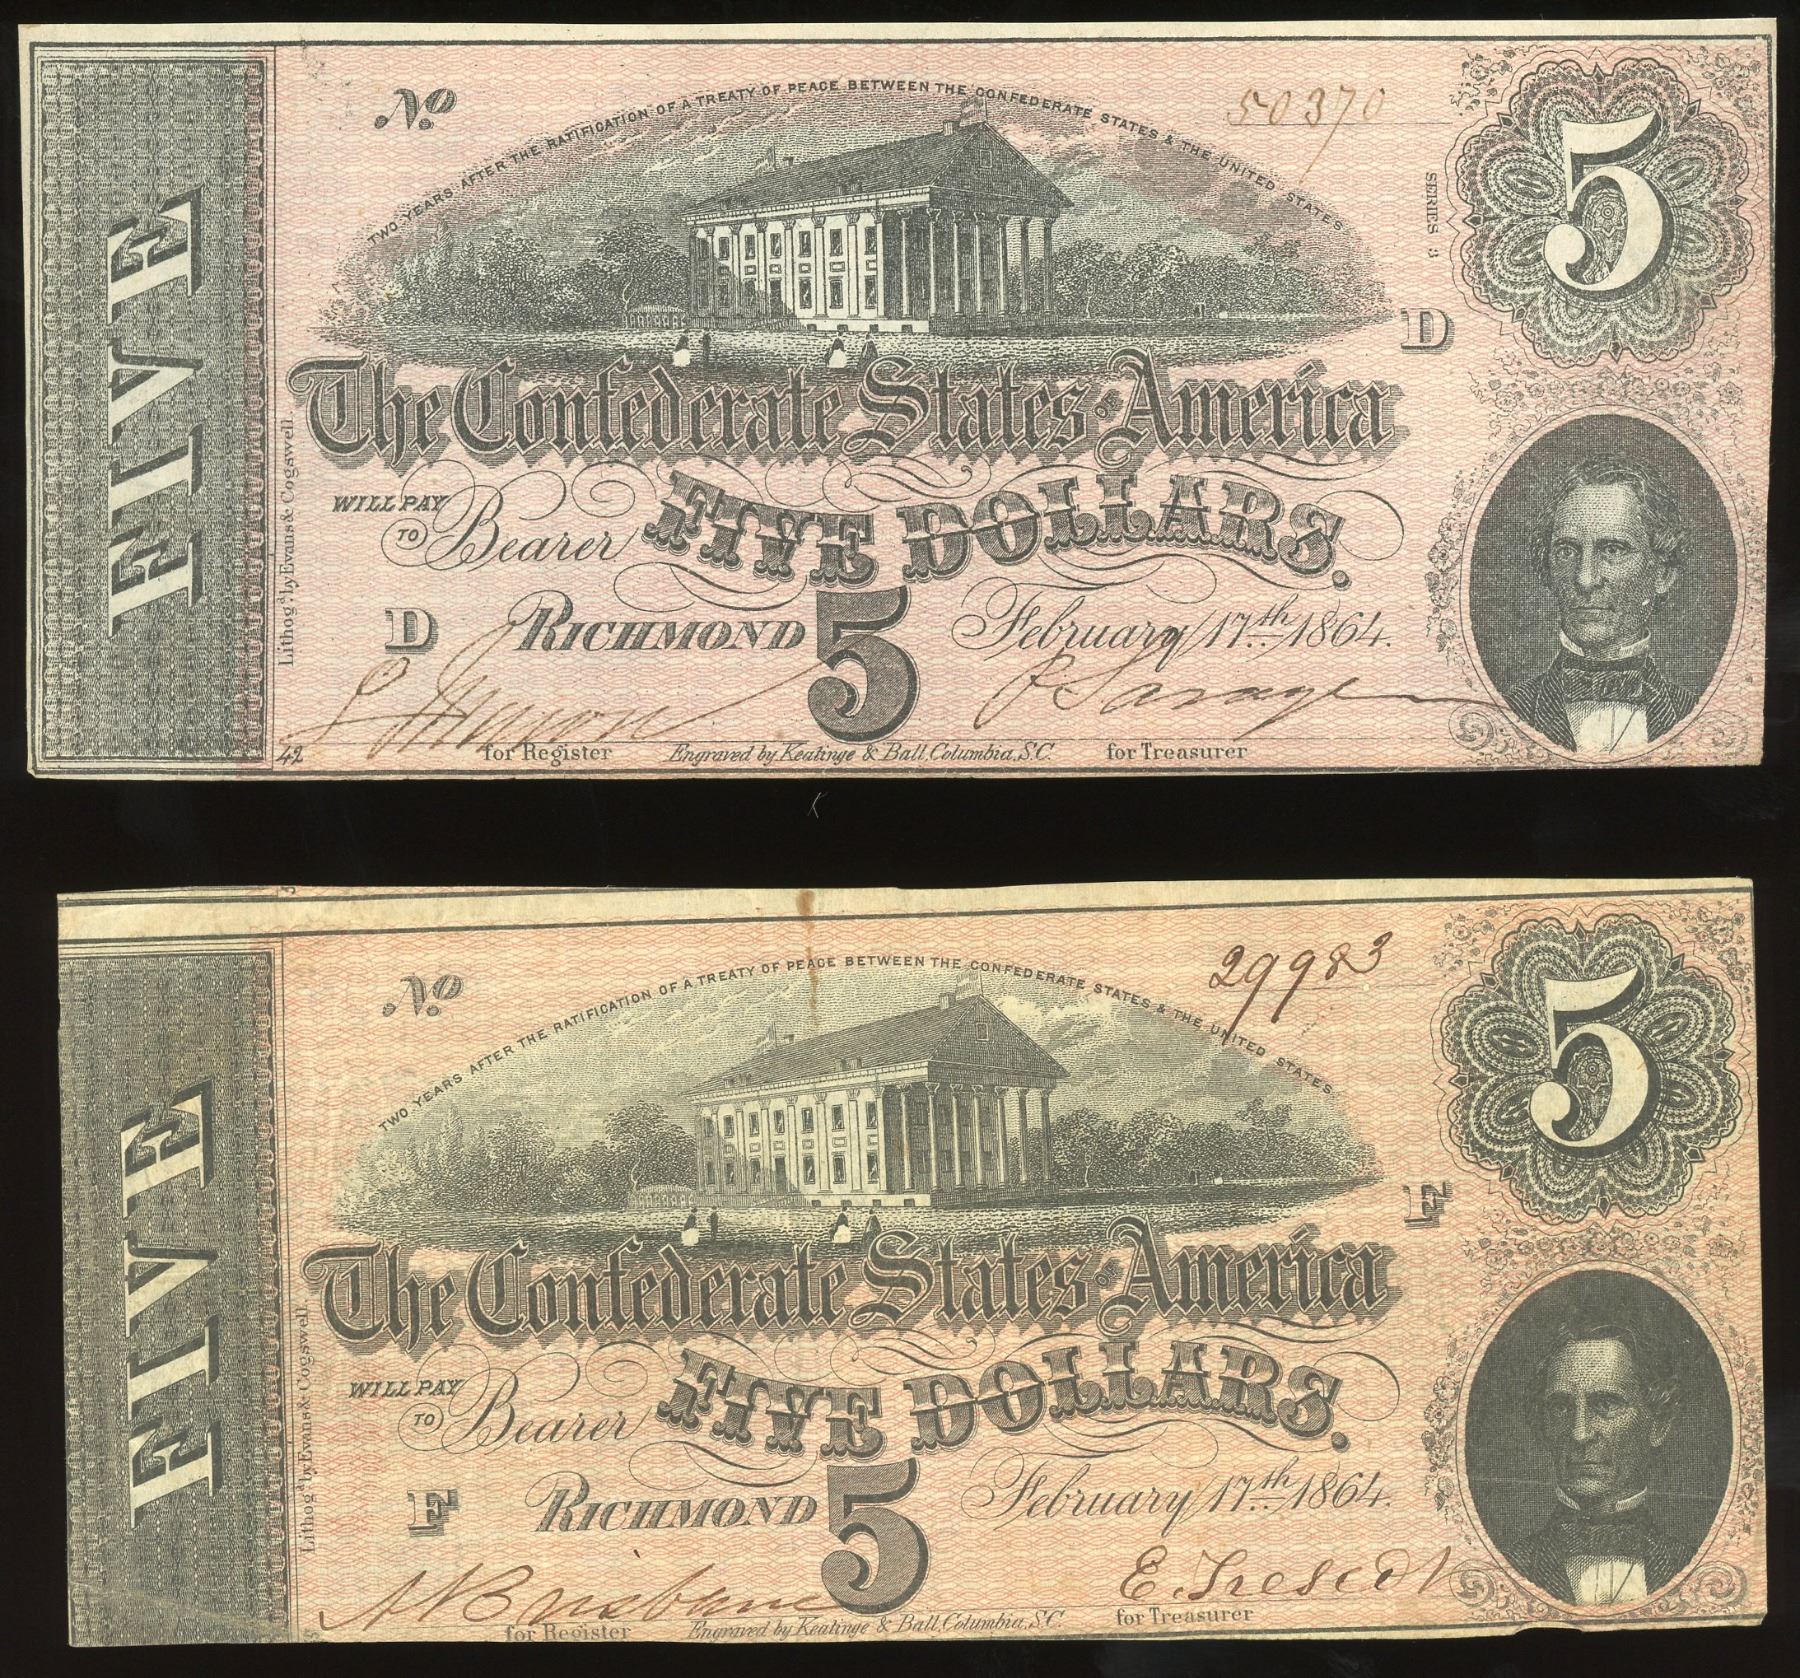 No 50370
TWO YEARS AFTER THE RATIFICATION OF A TREATY OF PEACE BETWEEN THE CONFEDERATE STATES & THE UNITED STATES
5
SERIES 3
FIVE
D
The Confederate States OF America
WILL PAY TO Bearer FIVE DOLLARS.
Lithog'd by Evans & Cogswell.
D RICHMOND 5 February 17th 1864.
P Savage
42 for Register Engraved by Keatinge & Ball, Columbia, S.C. for Treasurer
No 29983
TWO YEARS AFTER THE RATIFICATION OF A TREATY OF PEACE BETWEEN THE CONFEDERATE STATES & THE UNITED STATES
5
FIVE
F
The Confederate States OF America
WILL PAY TO Bearer FIVE DOLLARS.
Lithog'd by Evans & Cogswell.
F RICHMOND 5 February 17th 1864.
A Brisbane E. Trescot
for Register Engraved by Keatinge & Ball, Columbia, S.C. for Treasurer